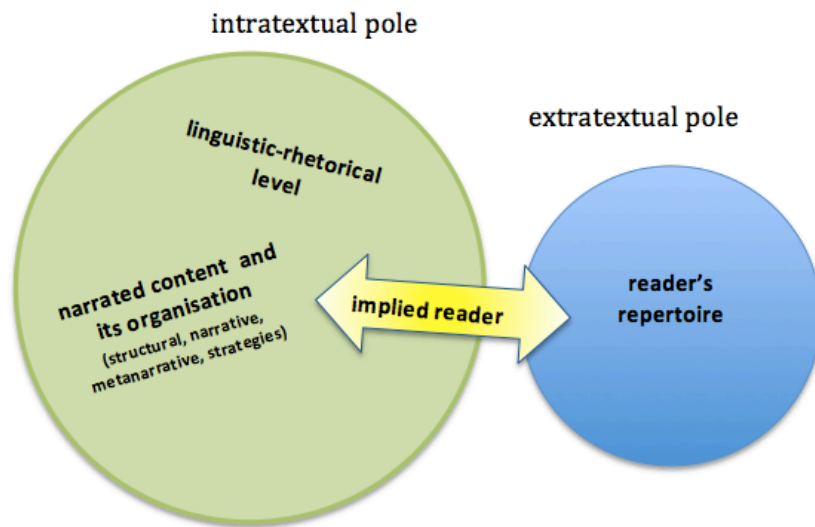 intratextual pole
linguistic-rhetorical
level
narrated content and
its organisation
(structural, narrative,
metanarrative, strategies)
implied reader
extratextual pole
reader’s
repertoire